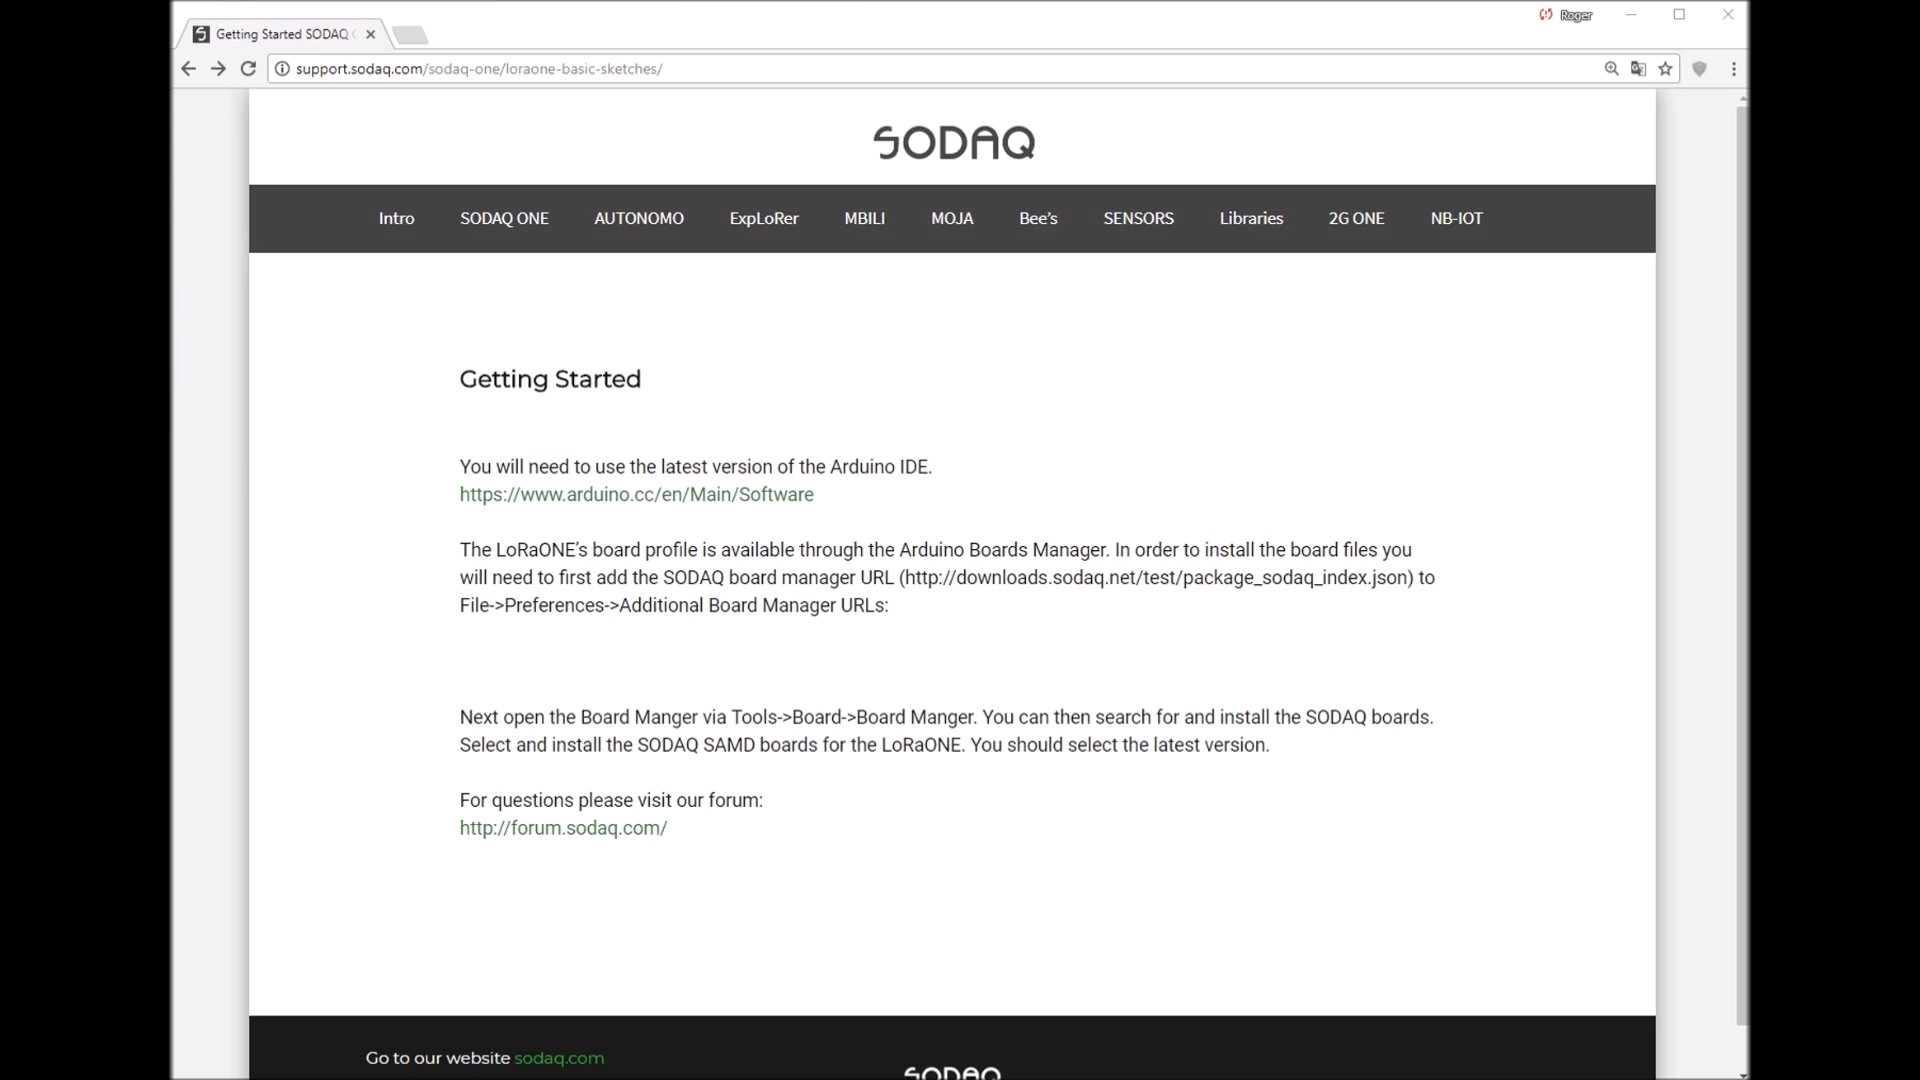 Roger
Getting Started SODAQ
support.sodaq.com/sodaq-one/loraone-basic-sketches/
SODAQ
Intro SODAQ ONE AUTONOMO ExpLoRer MBILI MOJA Bee's SENSORS Libraries 2G ONE NB-IOT
Getting Started
You will need to use the latest version of the Arduino IDE.
https://www.arduino.cc/en/Main/Software
The LoRaONE's board profile is available through the Arduino Boards Manager. In order to install the board files you
will need to first add the SODAQ board manager URL (http://downloads.sodaq.net/test/package_sodaq_index.json) to
File->Preferences->Additional Board Manager URLs:
Next open the Board Manger via Tools->Board->Board Manger. You can then search for and install the SODAQ boards.
Select and install the SODAQ SAMD boards for the LoRaONE. You should select the latest version.
For questions please visit our forum:
http://forum.sodaq.com/
Go to our website sodaq.com
SODAQ